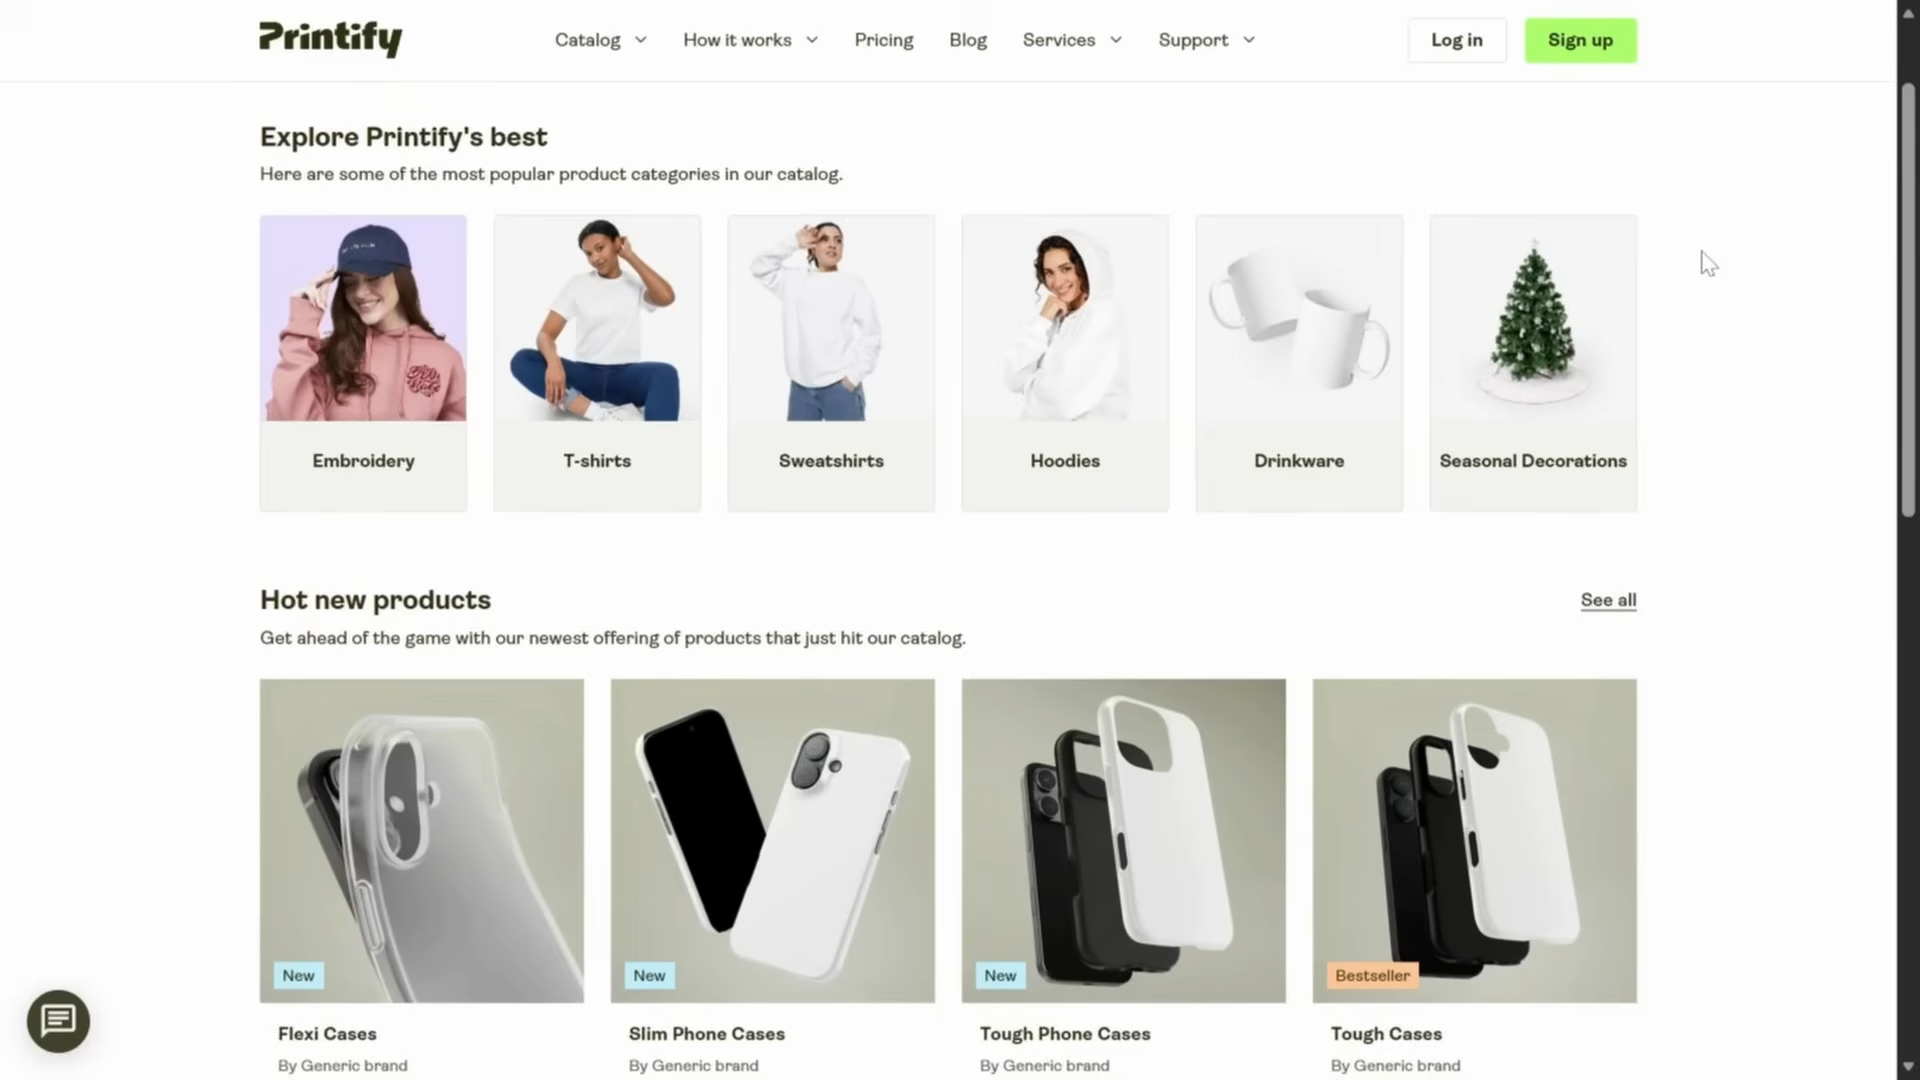 Printify
Catalog
How it works
Pricing
Blog
Services
Support
Log in
Sign up
Explore Printify's best
Here are some of the most popular product categories in our catalog.
Embroidery
T-shirts
Sweatshirts
Hoodies
Drinkware
Seasonal Decorations
Hot new products
See all
Get ahead of the game with our newest offering of products that just hit our catalog.
New
New
New
Bestseller
Flexi Cases
Slim Phone Cases
Tough Phone Cases
Tough Cases
By Generic brand
By Generic brand
By Generic brand
By Generic brand